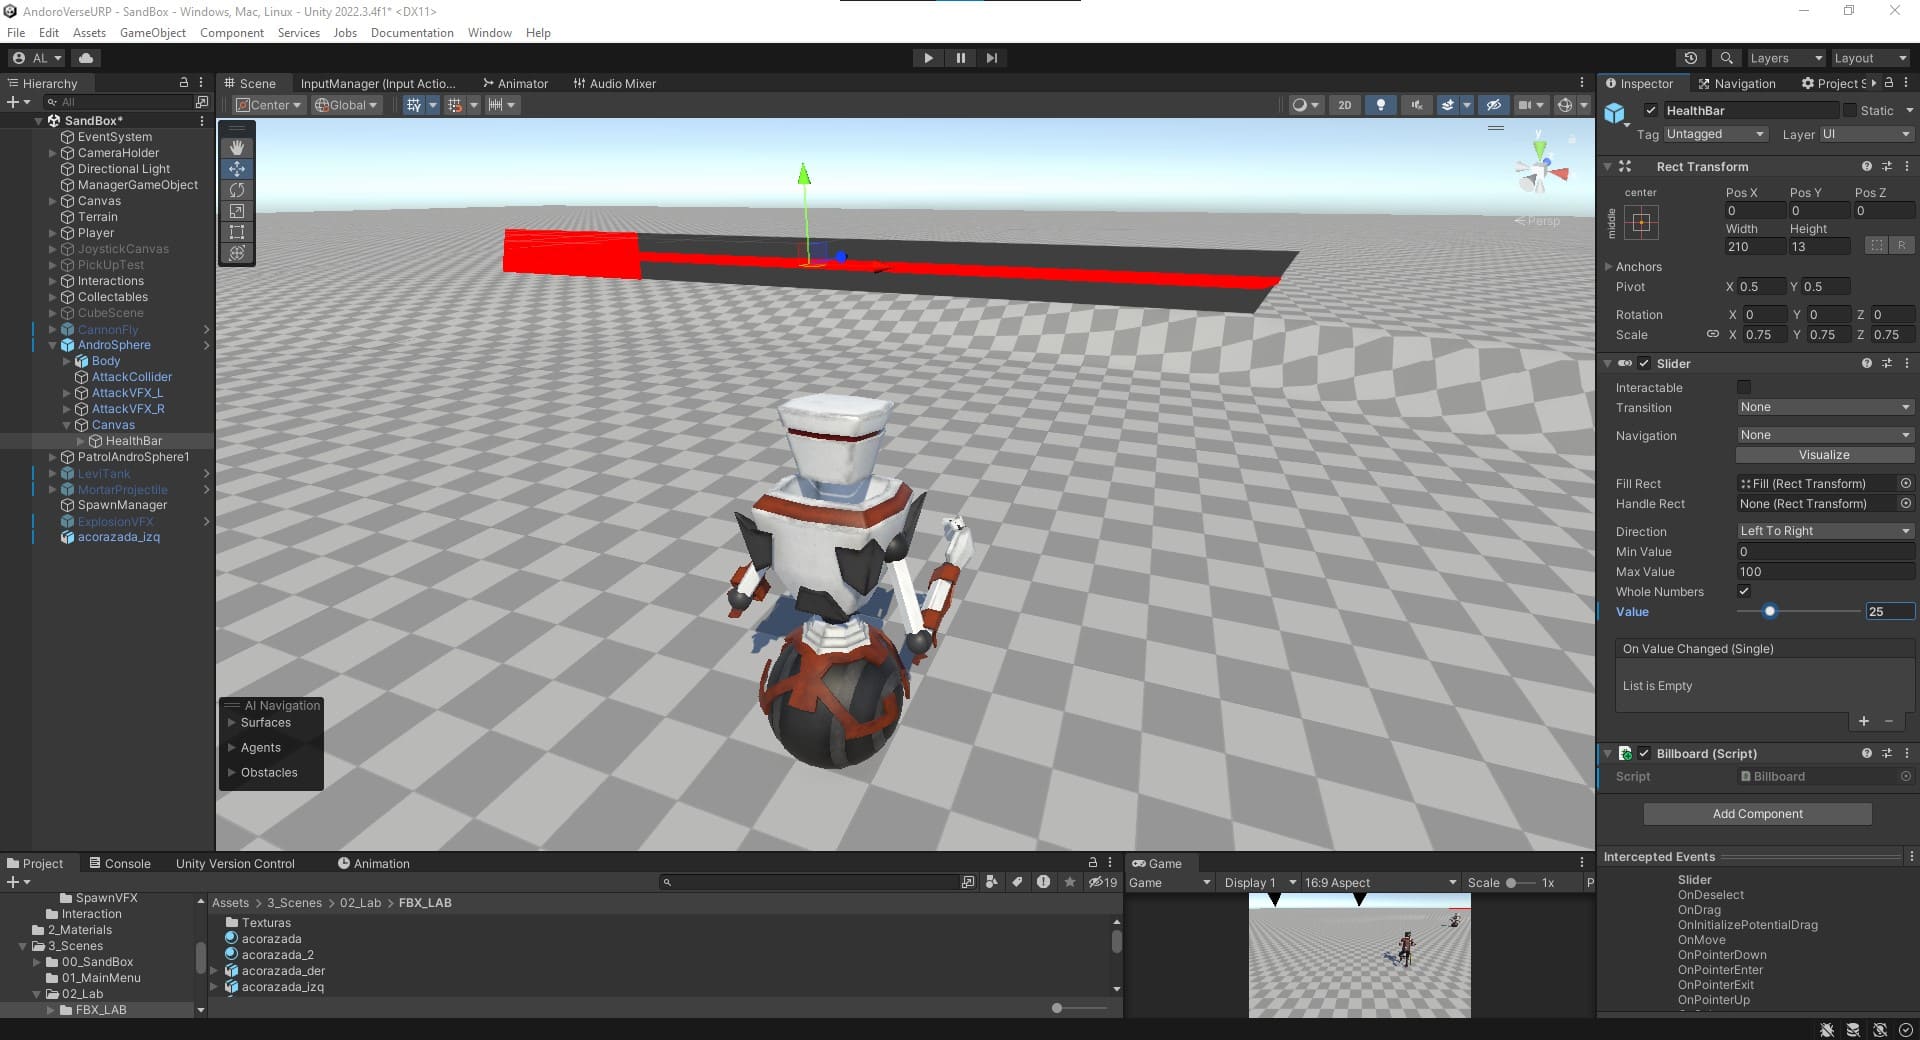 AndoroVerseURP - SandBox - Windows, Mac, Linux - Unity 2022.3.4f1* <DX11>
File Edit Assets GameObject Component Services Jobs Documentation Window Help
AL Layers Layout
Hierarchy
All
SandBox*
EventSystem
CameraHolder
Directional Light
ManagerGameObject
Canvas
Terrain
Player
JoystickCanvas
PickUpTest
Interactions
Collectables
CubeScene
CannonFly
AndroSphere
Body
AttackCollider
AttackVFX_L
AttackVFX_R
Canvas
HealthBar
PatrolAndroSphere1
LeviTank
MortarProjectile
SpawnManager
ExplosionVFX
acorazada_izq
Scene InputManager (Input Actio... Animator Audio Mixer
Center Global 2D
y
Persp
AI Navigation
Surfaces
Agents
Obstacles
Inspector Navigation Project S
HealthBar Static
Tag Untagged Layer UI
Rect Transform
center Pos X Pos Y Pos Z
middle 0 0 0
Width Height
210 13 R
Anchors
Pivot X 0.5 Y 0.5
Rotation X 0 Y 0 Z 0
Scale X 0.75 Y 0.75 Z 0.75
Slider
Interactable
Transition None
Navigation None
Visualize
Fill Rect Fill (Rect Transform)
Handle Rect None (Rect Transform)
Direction Left To Right
Min Value 0
Max Value 100
Whole Numbers
Value 25
On Value Changed (Single)
List is Empty
Billboard (Script)
Script Billboard
Add Component
Intercepted Events
Slider
OnDeselect
OnDrag
OnInitializePotentialDrag
OnMove
OnPointerDown
OnPointerEnter
OnPointerExit
OnPointerUp
Project Console Unity Version Control Animation
19
SpawnVFX
Interaction
2_Materials
3_Scenes
00_SandBox
01_MainMenu
02_Lab
FBX_LAB
Assets > 3_Scenes > 02_Lab > FBX_LAB
Texturas
acorazada
acorazada_2
acorazada_der
acorazada_izq
Game
Game Display 1 16:9 Aspect Scale 1x P